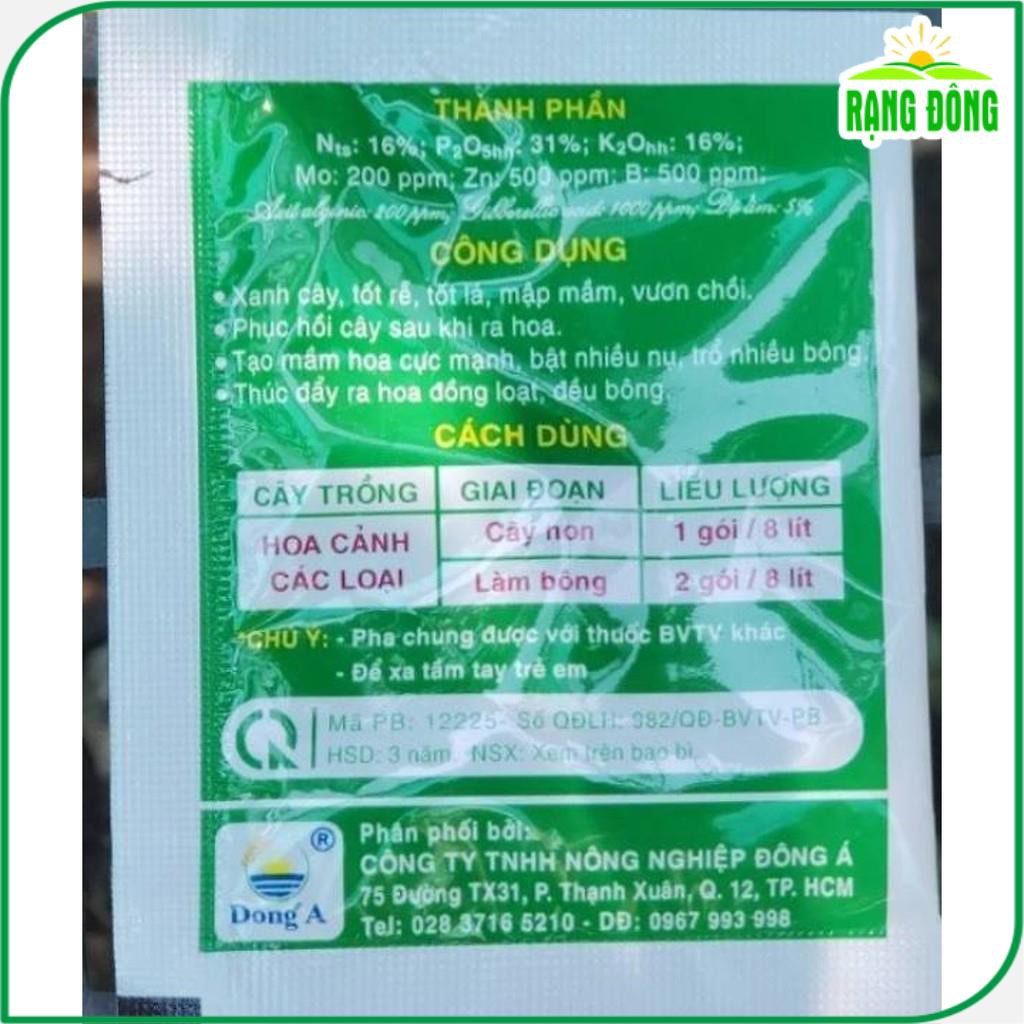 RẠNG ĐÔNG
THÀNH PHẦN
Nts: 16%; P₂O₅hh: 31%; K₂Ohh: 16%;
Mo: 200 ppm; Zn: 500 ppm; B: 500 ppm;
Axit alginic: 200 ppm; Gibberellic acid: 1000 ppm; Độ ẩm: 5%
CÔNG DỤNG
• Xanh cây, tốt rễ, tốt lá, mập mầm, vươn chồi.
• Phục hồi cây sau khi ra hoa.
• Tạo mầm hoa cực mạnh, bật nhiều nụ, trổ nhiều bông.
• Thúc đẩy ra hoa đồng loạt, đều bông.
CÁCH DÙNG
CÂY TRỒNG GIAI ĐOẠN LIỀU LƯỢNG
HOA CẢNH CÁC LOẠI
Cây non 1 gói / 8 lít
Làm bông 2 gói / 8 lít
*CHÚ Ý: - Pha chung được với thuốc BVTV khác
- Để xa tầm tay trẻ em
Mã PB: 12225- Số QĐLH: 982/QĐ-BVTV-PB
HSD: 3 năm. NSX: Xem trên bao bì.
Dong A ®
Phân phối bởi:
CÔNG TY TNHH NÔNG NGHIỆP ĐÔNG Á
75 Đường TX31, P. Thạnh Xuân, Q. 12, TP. HCM
Tel: 028 3716 5210 - DĐ: 0967 993 998